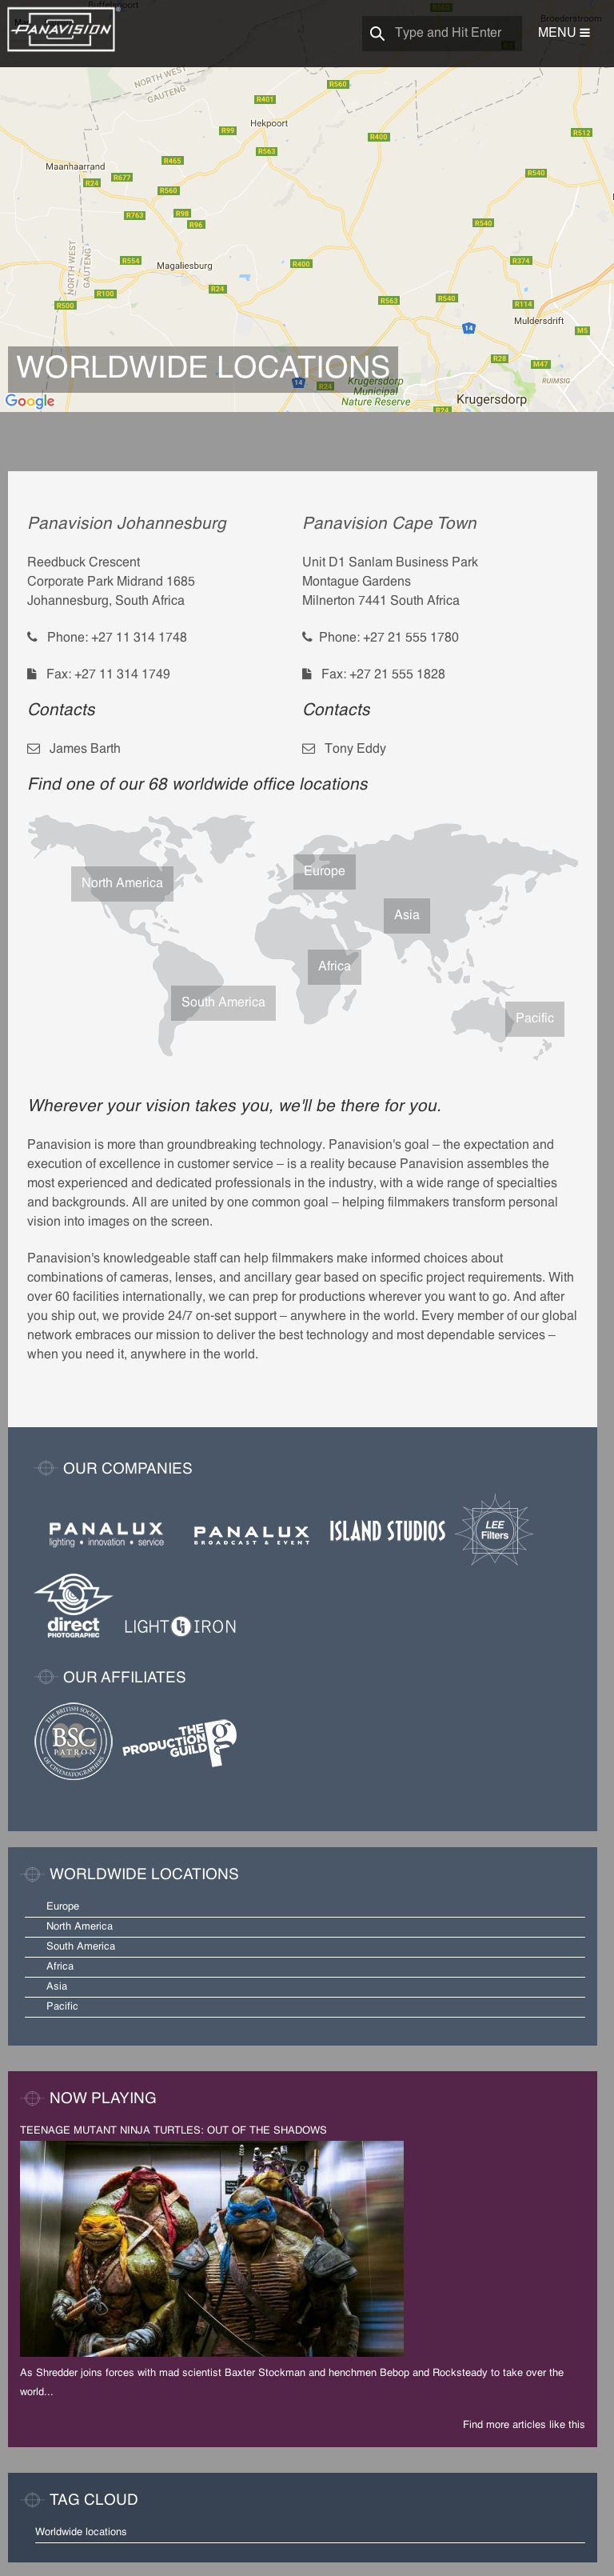 PANAVISION
Type and Hit Enter
MENU
Broederstroom
NORTH WEST
GAUTENG
R560
R401
R99
Hekpoort
R400
R512
R563
Maanhaarrand
R465
R677
R24
R560
R540
R763
R98
R96
R540
NORTH WEST
GAUTENG
R554
Magaliesburg
R400
R374
R24
R100
R500
R563
R540
R114
Muldersdrift
14
M5
WORLDWIDE LOCATIONS
R28
M47
14
R24
Krugersdorp
Municipal
Nature Reserve
RUIMSIG
Krugersdorp
R24
Google
Panavision Johannesburg
Reedbuck Crescent
Corporate Park Midrand 1685
Johannesburg, South Africa
Phone: +27 11 314 1748
Fax: +27 11 314 1749
Contacts
James Barth
Panavision Cape Town
Unit D1 Sanlam Business Park
Montague Gardens
Milnerton 7441 South Africa
Phone: +27 21 555 1780
Fax: +27 21 555 1828
Contacts
Tony Eddy
Find one of our 68 worldwide office locations
North America
Europe
Asia
Africa
South America
Pacific
Wherever your vision takes you, we'll be there for you.
Panavision is more than groundbreaking technology. Panavision's goal – the expectation and
execution of excellence in customer service – is a reality because Panavision assembles the
most experienced and dedicated professionals in the industry, with a wide range of specialties
and backgrounds. All are united by one common goal – helping filmmakers transform personal
vision into images on the screen.
Panavision's knowledgeable staff can help filmmakers make informed choices about
combinations of cameras, lenses, and ancillary gear based on specific project requirements. With
over 60 facilities internationally, we can prep for productions wherever you want to go. And after
you ship out, we provide 24/7 on-set support – anywhere in the world. Every member of our global
network embraces our mission to deliver the best technology and most dependable services –
when you need it, anywhere in the world.
OUR COMPANIES
PANALUX
lighting • innovation • service
PANALUX
BROADCAST & EVENT
ISLAND STUDIOS
LEE
Filters
direct
PHOTOGRAPHIC
LIGHT IRON
OUR AFFILIATES
THE BRITISH SOCIETY
BSC
PATRON
OF CINEMATOGRAPHERS
THE
PRODUCTION
GUILD
WORLDWIDE LOCATIONS
Europe
North America
South America
Africa
Asia
Pacific
NOW PLAYING
TEENAGE MUTANT NINJA TURTLES: OUT OF THE SHADOWS
As Shredder joins forces with mad scientist Baxter Stockman and henchmen Bebop and Rocksteady to take over the
world...
Find more articles like this
TAG CLOUD
Worldwide locations